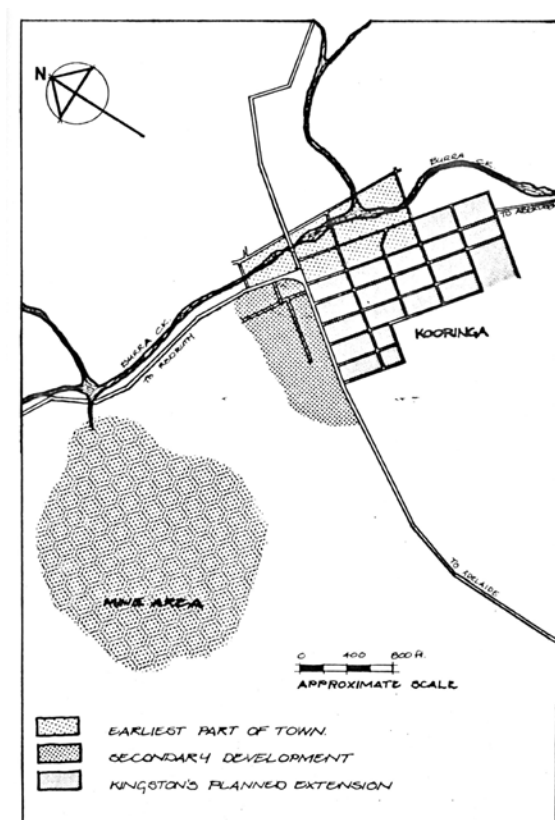 N
BURRA CK.
TO ABERDEEN
KOORINGA
BURRA CK.
TO REDRUTH
MINE AREA
TO ADELAIDE
0 400 800 FT.
APPROXIMATE SCALE
EARLIEST PART OF TOWN.
SECONDARY DEVELOPMENT
KINGSTON'S PLANNED EXTENSION